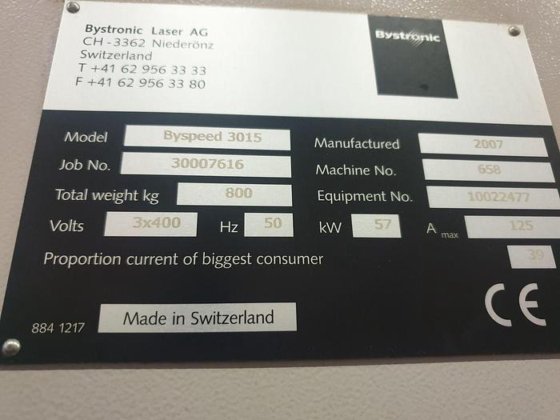 Bystronic Laser AG
CH-3362 Niederönz
Switzerland
T +41 62 956 33 33
F +41 62 956 33 80
Bystronic
Model Byspeed 3015 Manufactured 2007
Job No. 30007616 Machine No. 658
Total weight kg 800 Equipment No. 10022477
Volts 3x400 Hz 50 kW 57 A max 125
Proportion current of biggest consumer 39
CE
884 1217 Made in Switzerland